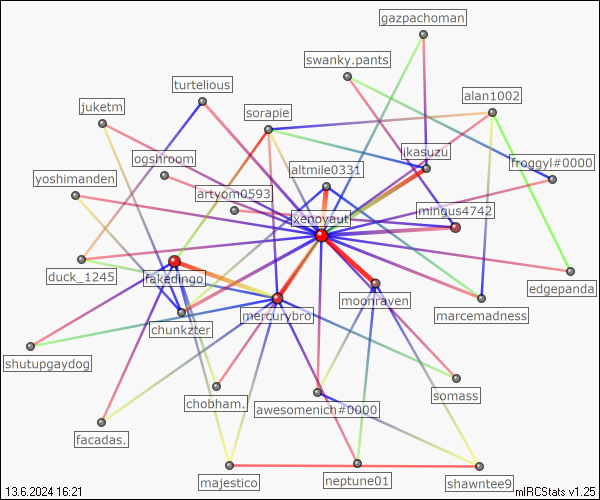 gazpachoman
swanky.pants
turtelious
alan1002
juketm
sorapie
ikasuzu
ogshroom
altmile0331
froggyl#0000
yoshimanden
artyom0593
mingus4742
xenoyaut
duck_1245
fakedingo
edgepanda
mercurybro
moonraven
marcemadness
chunkzter
shutupgaydog
somass
chobham.
awesomenich#0000
facadas.
majestico
neptune01
shawntee9
13.6.2024 16:21
mIRCStats v1.25